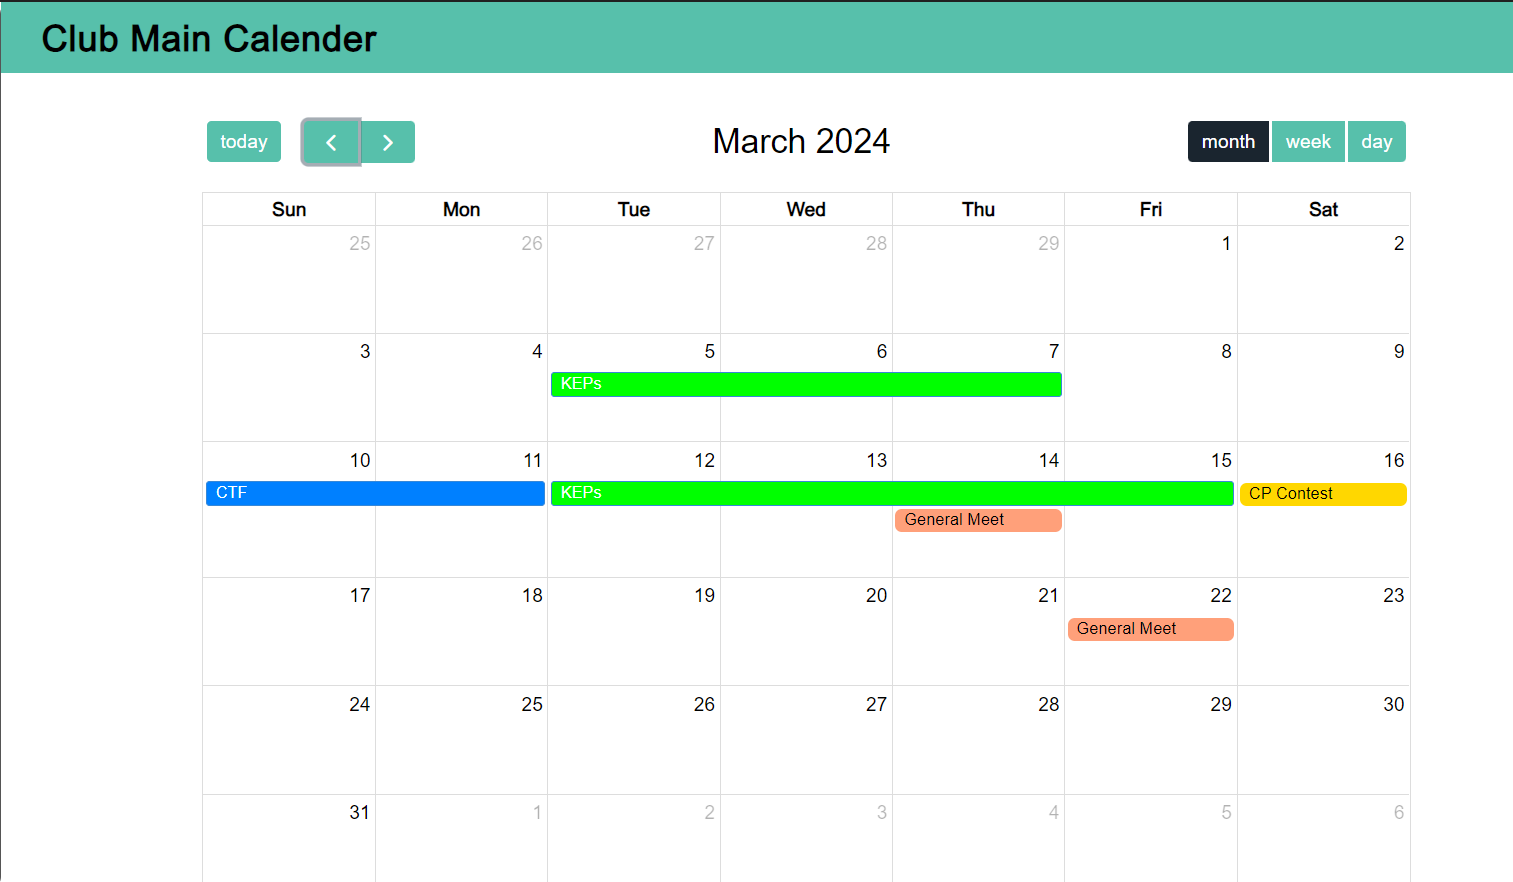 Club Main Calender
today
March 2024
month week day
Sun Mon Tue Wed Thu Fri Sat
25 26 27 28 29 1 2
3 4 5 6 7 8 9
KEPs
10 11 12 13 14 15 16
CTF KEPs CP Contest
General Meet
17 18 19 20 21 22 23
General Meet
24 25 26 27 28 29 30
31 1 2 3 4 5 6